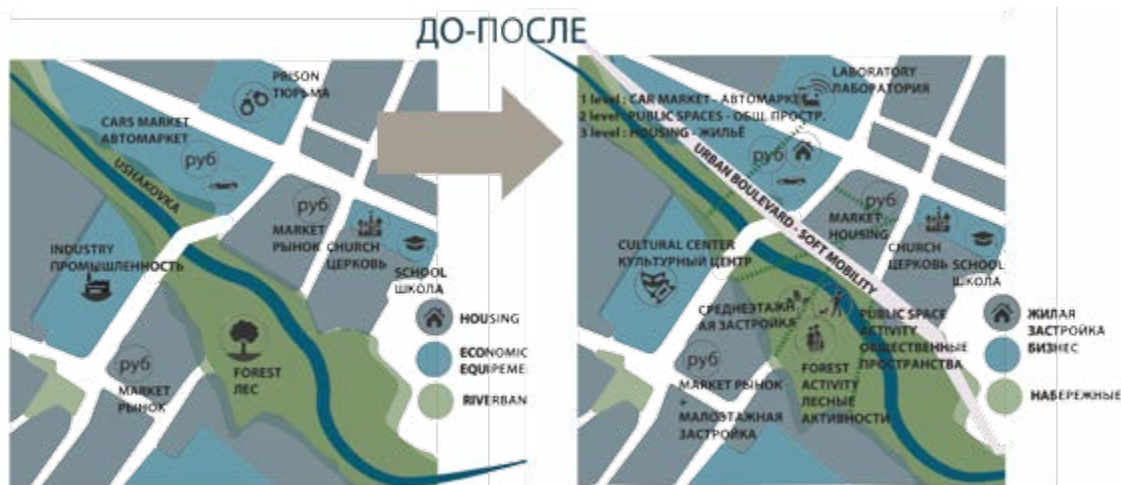 ДО-ПОСЛЕ
PRISON
ТЮРЬМА
CARS MARKET
АВТОМАРКЕТ
руб
USHAKOVKA
руб
MARKET
РЫНОК
CHURCH
ЦЕРКОВЬ
SCHOOL
ШКОЛА
INDUSTRY
ПРОМЫШЛЕННОСТЬ
руб
MARKET
РЫНОК
FOREST
ЛЕС
HOUSING
ECONOMIC
EQUIPEME
RIVERBAN
LABORATORY
ЛАБОРАТОРИЯ
1 level : CAR MARKET - АВТОМАРКЕТ
2 level : PUBLIC SPACES - ОБЩ. ПРОСТР.
3 level : HOUSING - ЖИЛЬЁ
руб
URBAN BOULEVARD - SOFT MOBILITY
руб
MARKET
HOUSING
CHURCH
ЦЕРКОВЬ
SCHOOL
ШКОЛА
CULTURAL CENTER
КУЛЬТУРНЫЙ ЦЕНТР
СРЕДНЕЭТАЖН
АЯ ЗАСТРОЙКА
PUBLIC SPACE
ACTIVITY
ОБЩЕСТВЕННЫЕ
ПРОСТРАНСТВА
руб
MARKET РЫНОК
+
МАЛОЭТАЖНАЯ
ЗАСТРОЙКА
FOREST
ACTIVITY
ЛЕСНЫЕ
АКТИВНОСТИ
ЖИЛАЯ
ЗАСТРОЙКА
БИЗНЕС
НАБЕРЕЖНЫЕ